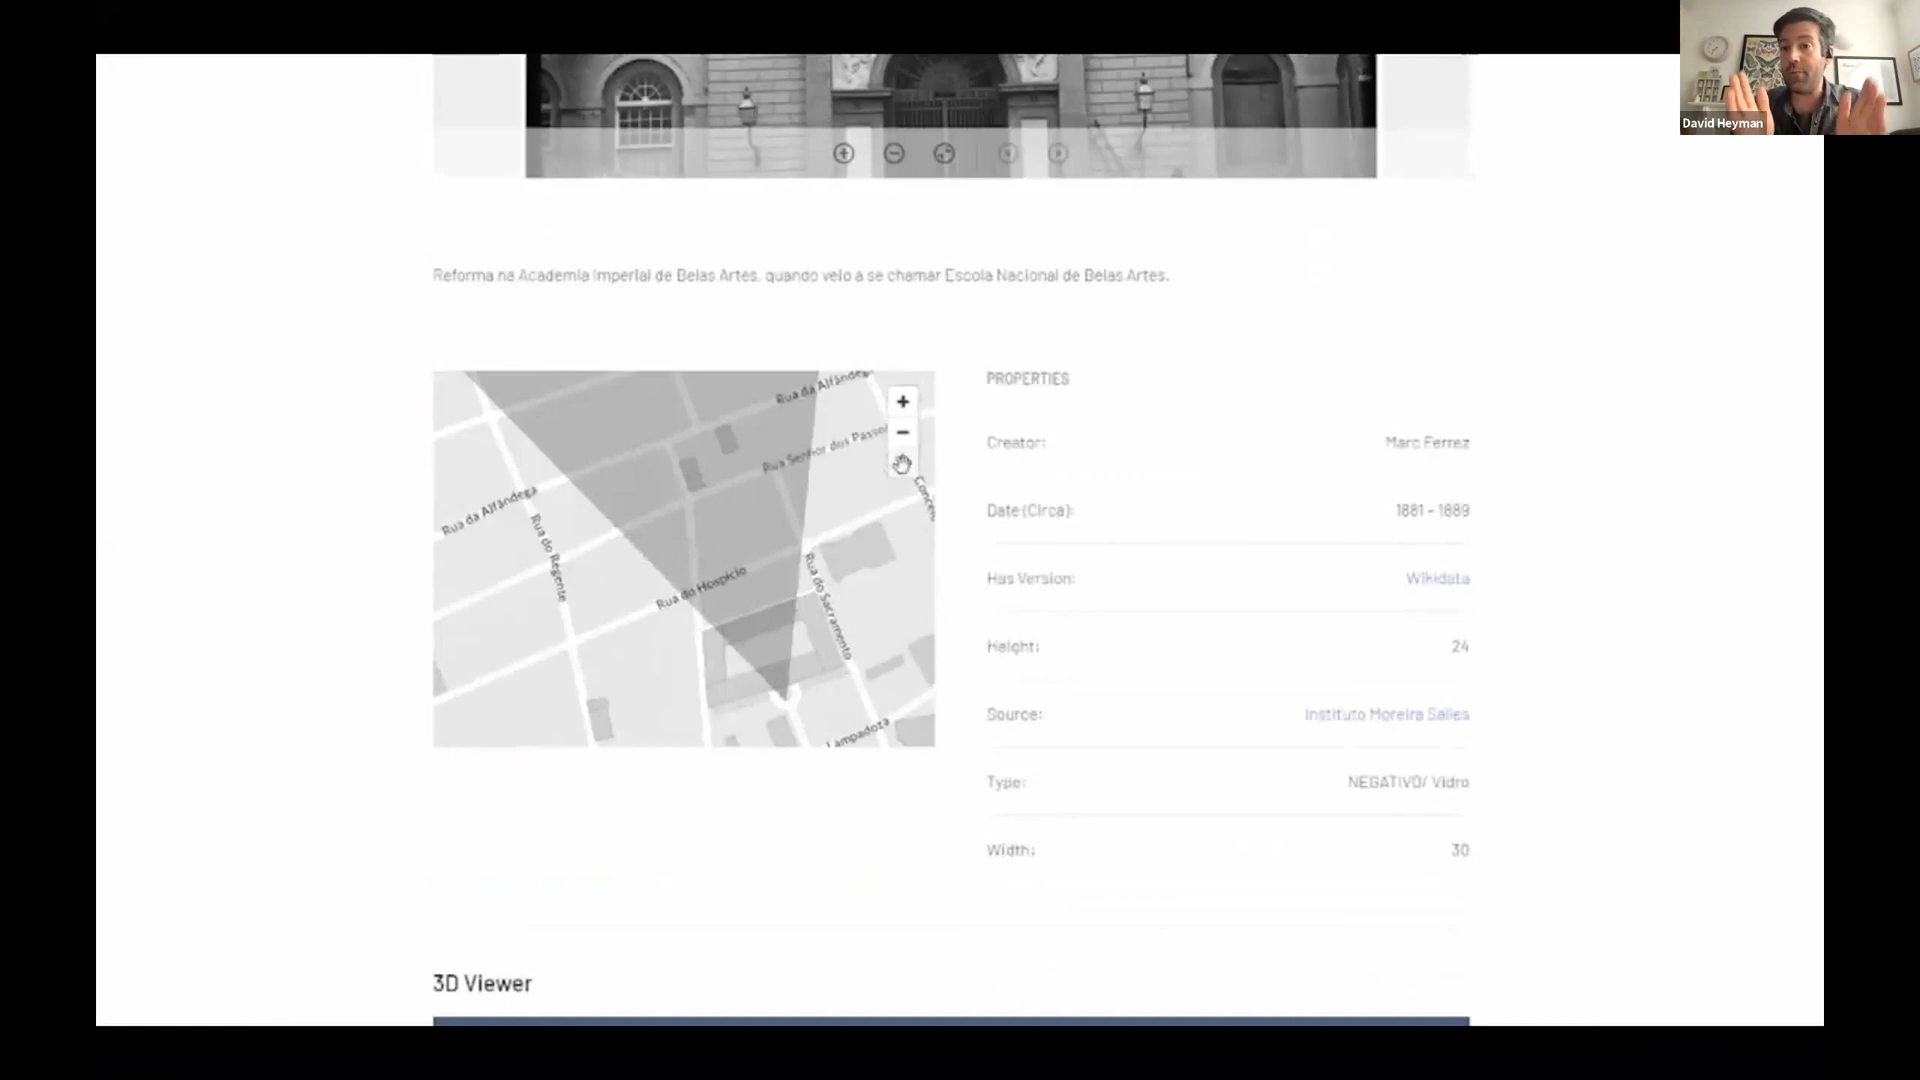 David Heyman
Reforma na Academia Imperial de Belas Artes, quando veio a se chamar Escola Nacional de Belas Artes.
Rua da Alfândega
Rua Senhor dos Passos
Rua da Alfândega
Rua do Regente
Rua do Hospício
Rua do Sacramento
Lampadoza
+
−
PROPERTIES
Creator: Marc Ferrez
Date (Circa): 1881 - 1889
Has Version: Wikidata
Height: 24
Source: Instituto Moreira Salles
Type: NEGATIVO/ Vidro
Width: 30
3D Viewer